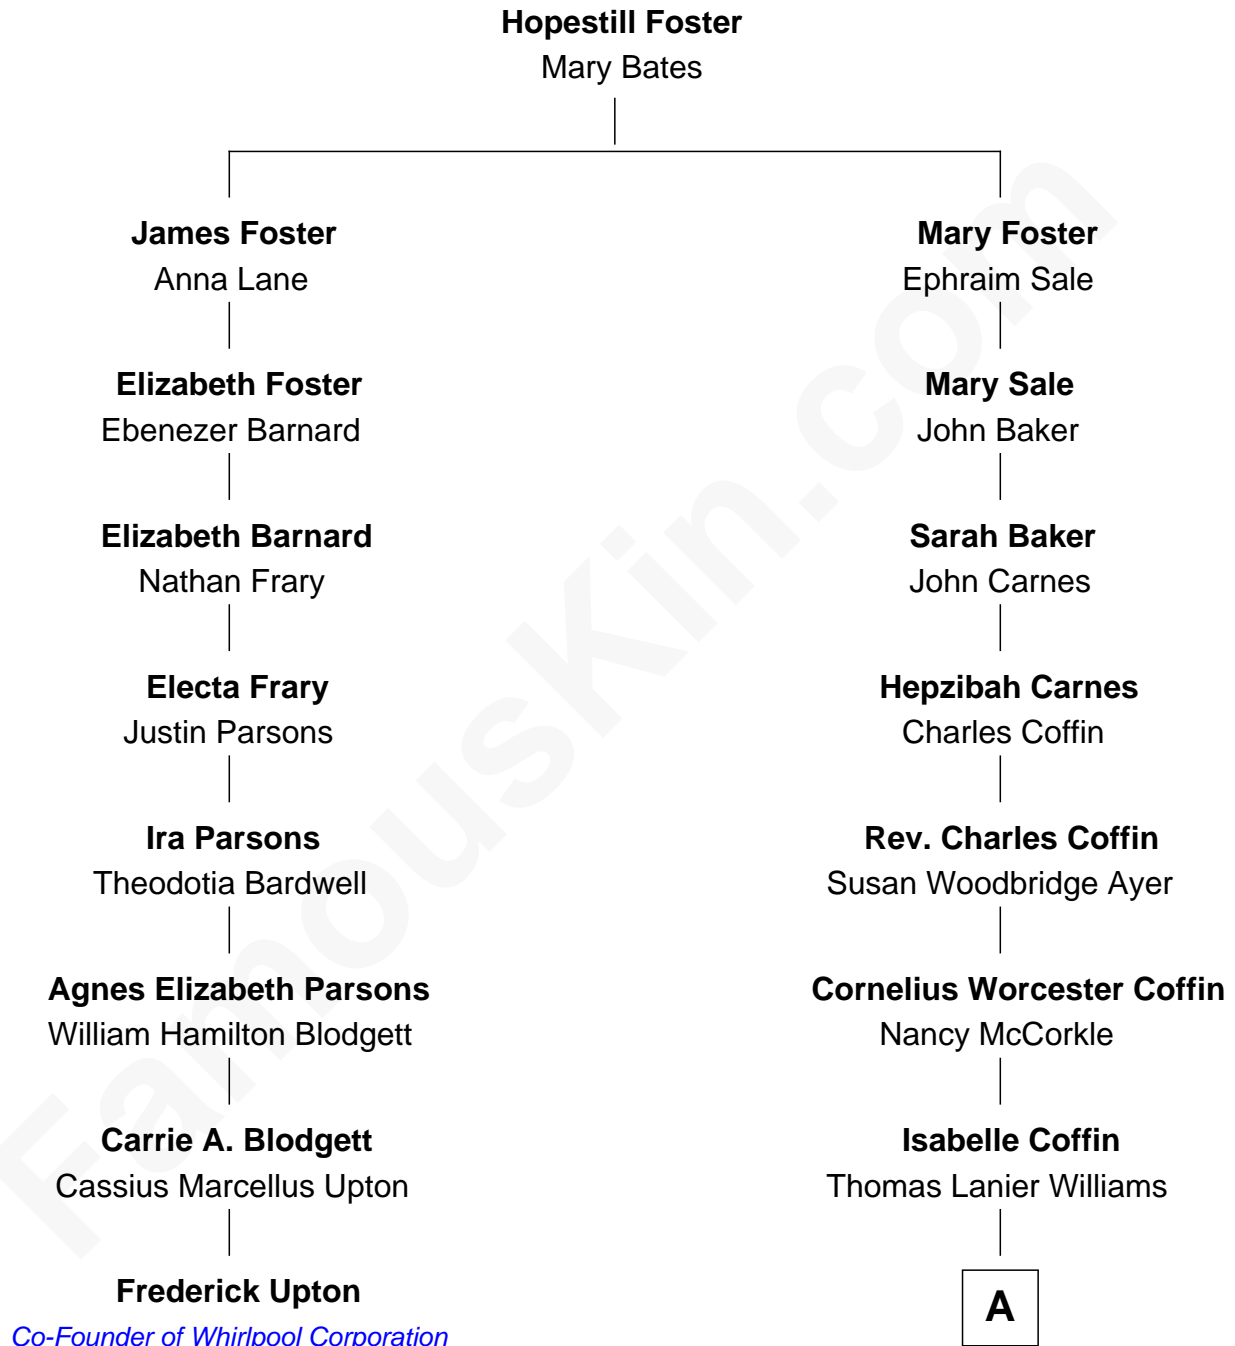 Hopestill Foster
Mary Bates
James Foster
Anna Lane
Mary Foster
Ephraim Sale
Elizabeth Foster
Ebenezer Barnard
Mary Sale
John Baker
Elizabeth Barnard
Nathan Frary
Sarah Baker
John Carnes
Electa Frary
Justin Parsons
Hepzibah Carnes
Charles Coffin
Ira Parsons
Theodotia Bardwell
Rev. Charles Coffin
Susan Woodbridge Ayer
Agnes Elizabeth Parsons
William Hamilton Blodgett
Cornelius Worcester Coffin
Nancy McCorkle
Carrie A. Blodgett
Cassius Marcellus Upton
Isabelle Coffin
Thomas Lanier Williams
Frederick Upton
Co-Founder of Whirlpool Corporation
A
FamousKin.com